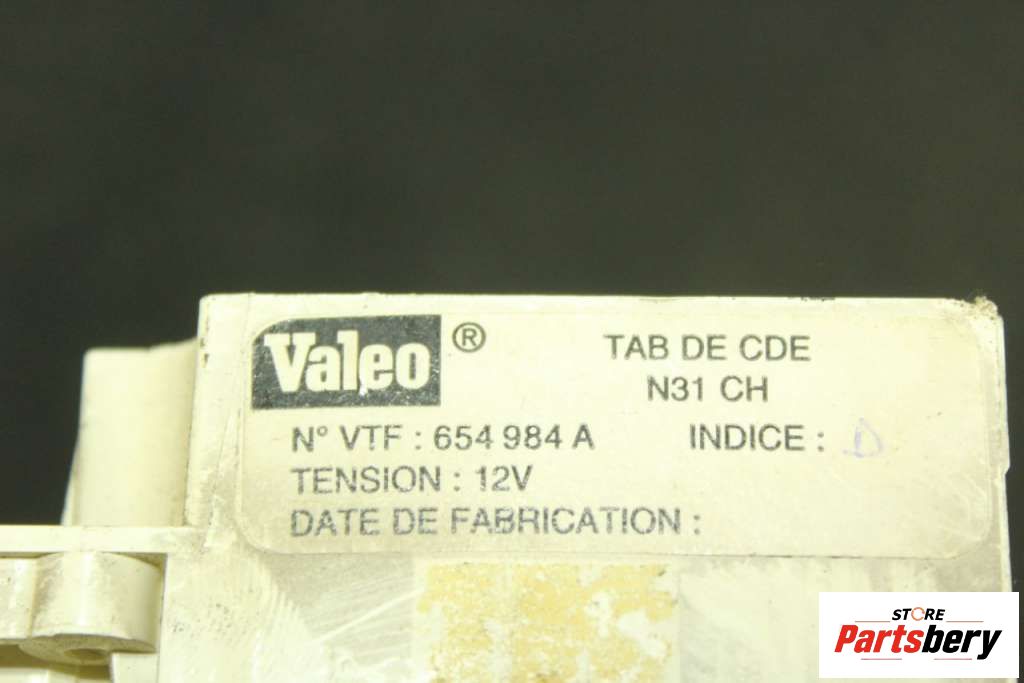 Valeo ® TAB DE CDE
N31 CH
N° VTF : 654 984 A INDICE : D
TENSION : 12V
DATE DE FABRICATION :
STORE
Partsbery